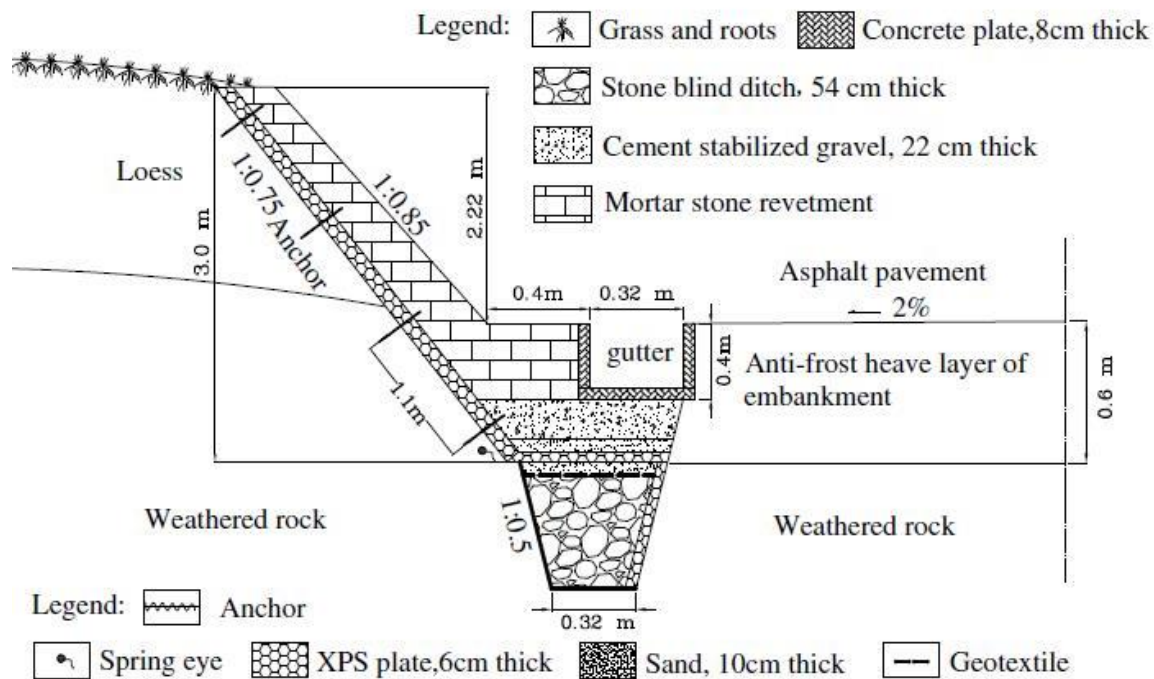 Legend: Grass and roots Concrete plate,8cm thick
Stone blind ditch, 54 cm thick
Cement stabilized gravel, 22 cm thick
Mortar stone revetment
Loess
3.0 m
1:0.75 Anchor
1:0.85
2.22 m
0.4m 0.32 m
gutter
0.4m
Asphalt pavement
2%
Anti-frost heave layer of
embankment
0.6 m
1.1m
Weathered rock
1:0.5
Weathered rock
0.32 m
Legend: Anchor
Spring eye XPS plate,6cm thick Sand, 10cm thick Geotextile